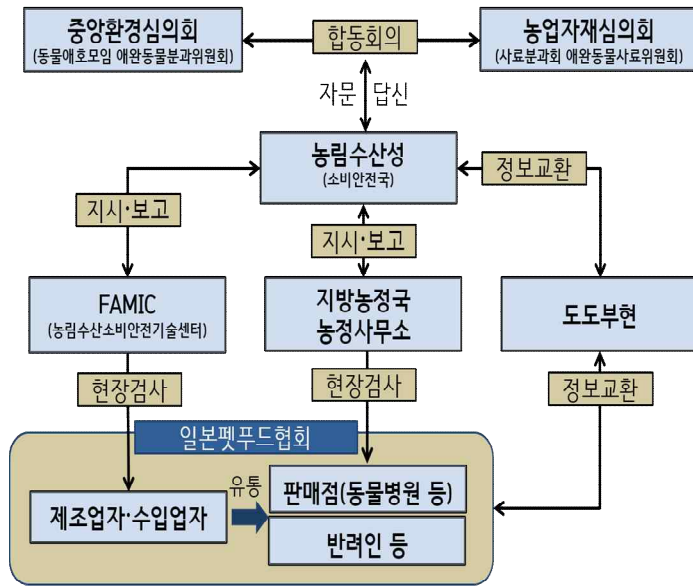 중앙환경심의회
(동물애호모임 애완동물분과위원회)
합동회의
농업자재심의회
(사료분과회 애완동물사료위원회)
자문 답신
농림수산성
(소비안전국)
정보교환
지시·보고
지시·보고
FAMIC
(농림수산소비안전기술센터)
지방농정국
농정사무소
도도부현
현장검사
현장검사
정보교환
일본펫푸드협회
유통
제조업자·수입업자
판매점(동물병원 등)
반려인 등